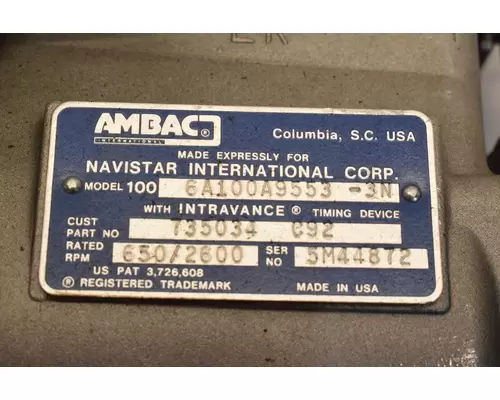 AMBAC®
INTERNATIONAL
Columbia, S.C. USA
MADE EXPRESSLY FOR
NAVISTAR INTERNATIONAL CORP.
MODEL 100 6A100A9553 -3N
WITH INTRAVANCE® TIMING DEVICE
CUST PART NO 735034 C92
RATED RPM 650/2600 SER NO 5M44872
US PAT 3,726,608
® REGISTERED TRADEMARK MADE IN USA